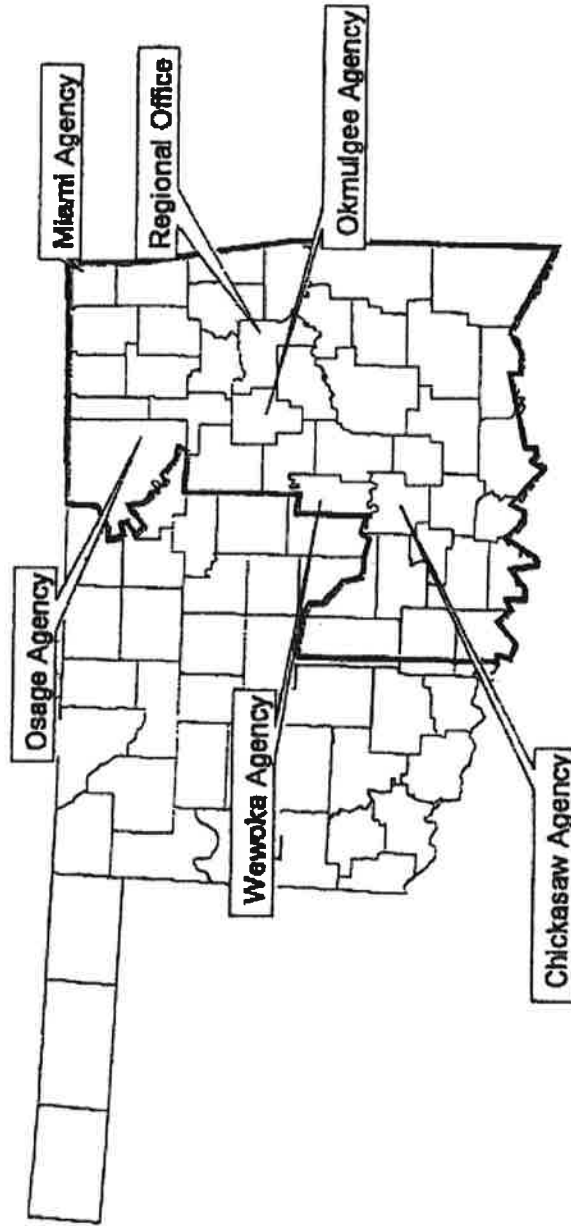 Osage Agency
Miami Agency
Regional Office
Okmulgee Agency
Wewoka Agency
Chickasaw Agency